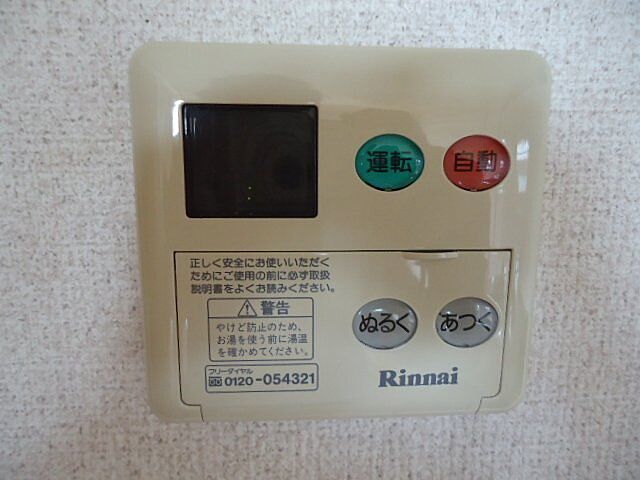 運転
自動
正しく安全にお使いいただく
ためにご使用の前に必ず取扱
説明書をよくお読みください。
警告
やけど防止のため、
お湯を使う前に湯温
を確かめてください。
フリーダイヤル
0120-054321
ぬるく
あつく
Rinnai